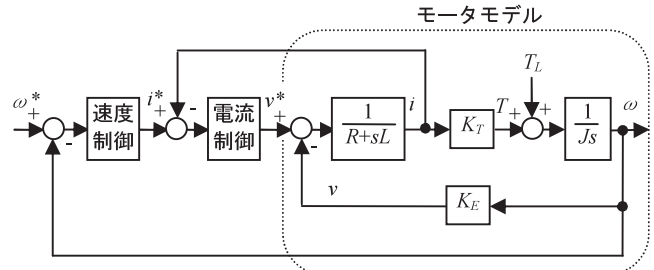 モータモデル
ω*
+
-
速度
制御
i*
+
-
電流
制御
v*
+
-
1
R+sL
i
K_T
T
+
T_L
+
1
Js
ω
v
K_E